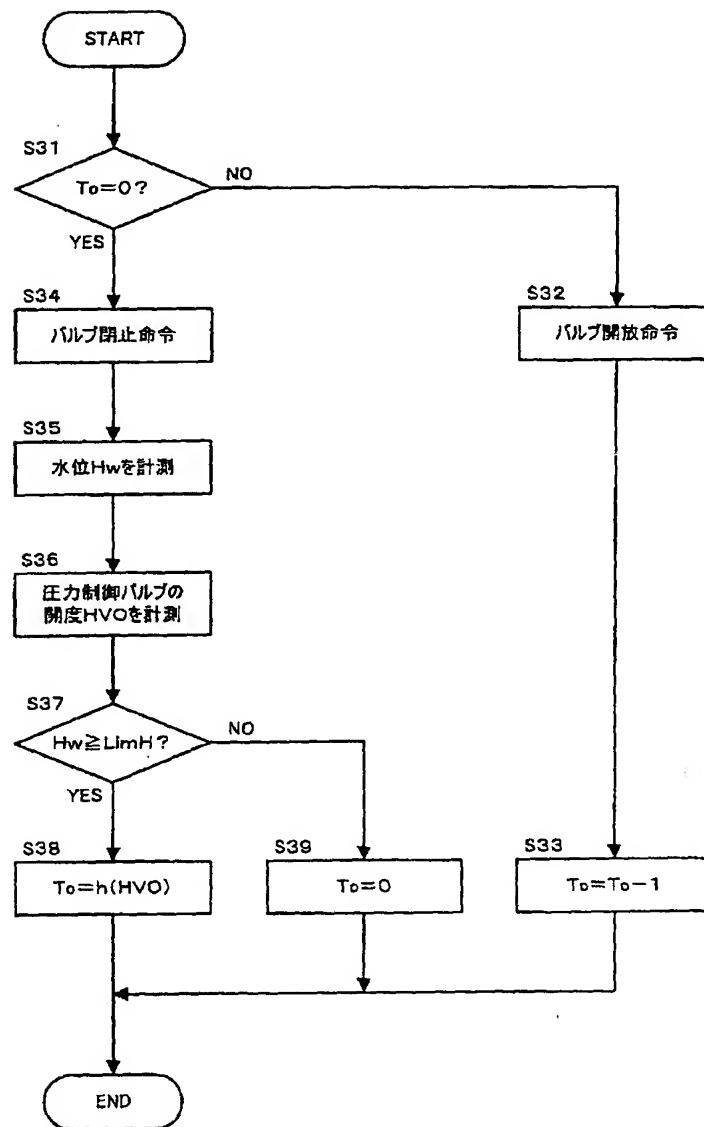 START
S31
To=0?
NO
YES
S34
バルブ閉止命令
S32
バルブ開放命令
S35
水位Hwを計測
S36
圧力制御バルブの
開度HVOを計測
S37
Hw≧LimH?
NO
YES
S38
To=h(HVO)
S39
To=0
S33
To=To-1
END